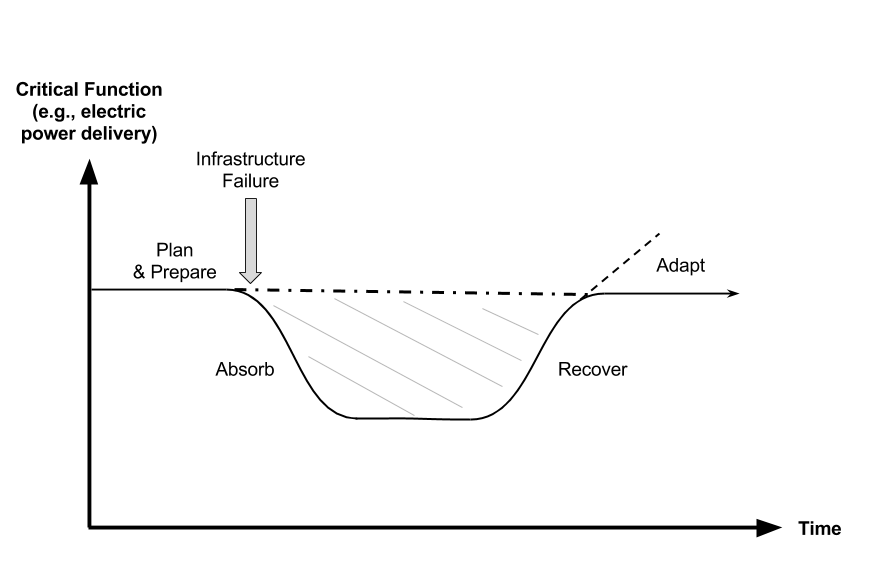 Critical Function
(e.g., electric
power delivery)
Infrastructure
Failure
Plan
& Prepare
Adapt
Absorb
Recover
Time